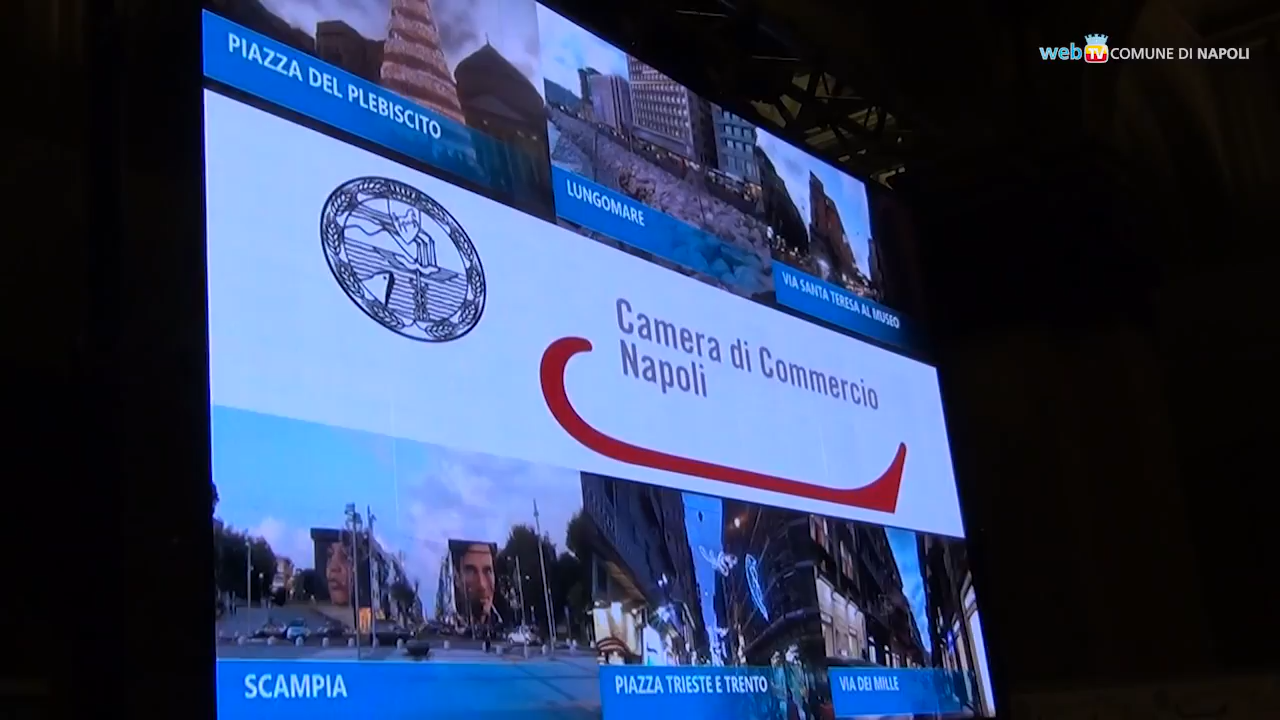 web TV COMUNE DI NAPOLI
PIAZZA DEL PLEBISCITO
LUNGOMARE
VIA SANTA TERESA AL MUSEO
Camera di Commercio
Napoli
SCAMPIA
PIAZZA TRIESTE E TRENTO
VIA DEI MILLE